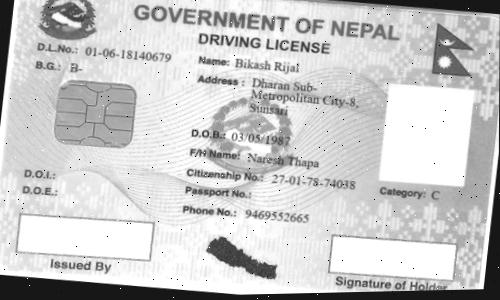 GOVERNMENT OF NEPAL
DRIVING LICENSE
D.L.No.: 01-06-18140679
B.G.: B-
Name: Bikash Rijal
Address : Dharan Sub-
Metropolitan City-8,
Sunsari
D.O.B.: 03/05/1987
F/H Name: Naresh Thapa
Citizenship No.: 27-01-78-74038
D.O.I.:
Passport No.:
D.O.E.:
Category: C
Phone No.: 9469552665
Issued By
Signature of Holder